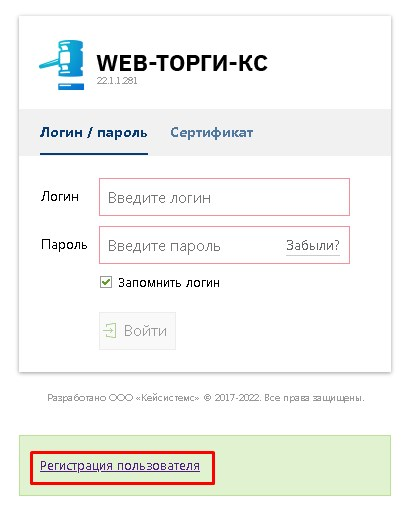 WEB-ТОРГИ-КС
22.1.1.281
Логин / пароль Сертификат
Логин Введите логин
Пароль Введите пароль Забыли?
Запомнить логин
Войти
Разработано ООО «Кейсистемс» © 2017-2022. Все права защищены.
Регистрация пользователя